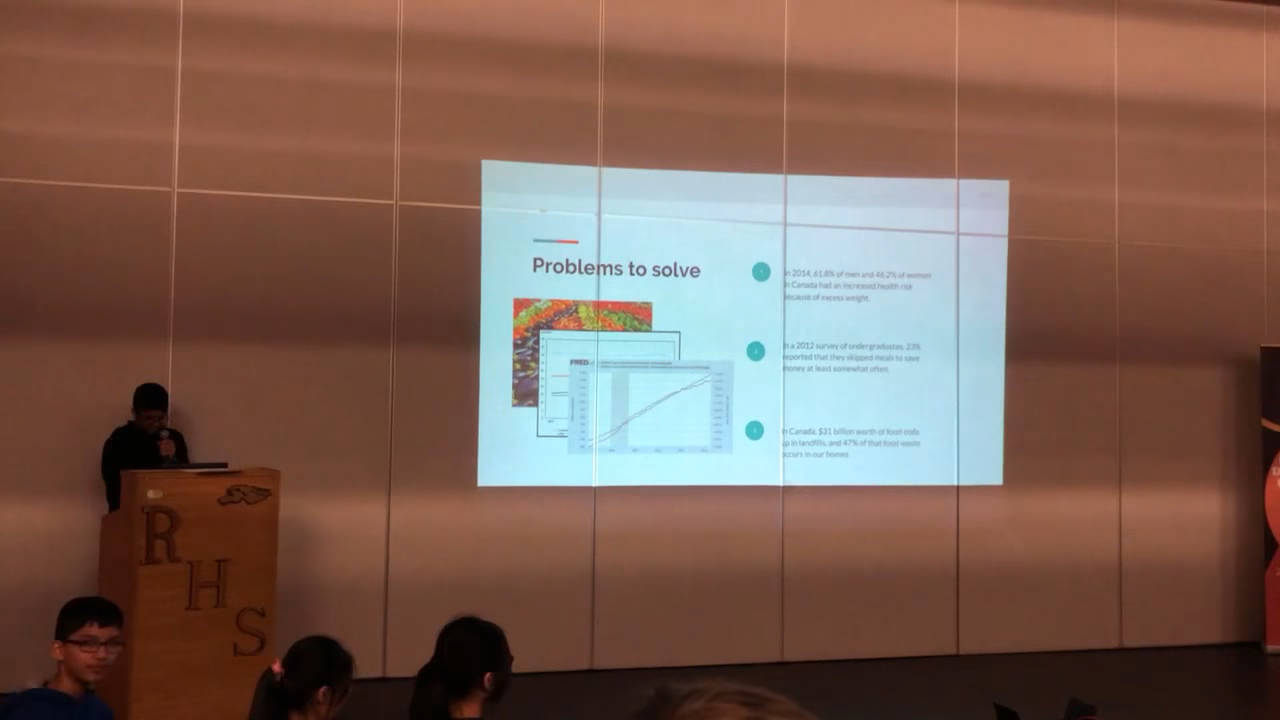 Problems to solve
In 2014, 61.8% of men and 46.2% of women
in Canada had an increased health risk
because of excess weight.
In a 2012 survey of undergraduates, 23%
reported that they skipped meals to save
money at least somewhat often.
In Canada, $31 billion worth of food ends
up in landfills, and 47% of that food waste
occurs in our homes.
FRED
R
H
S